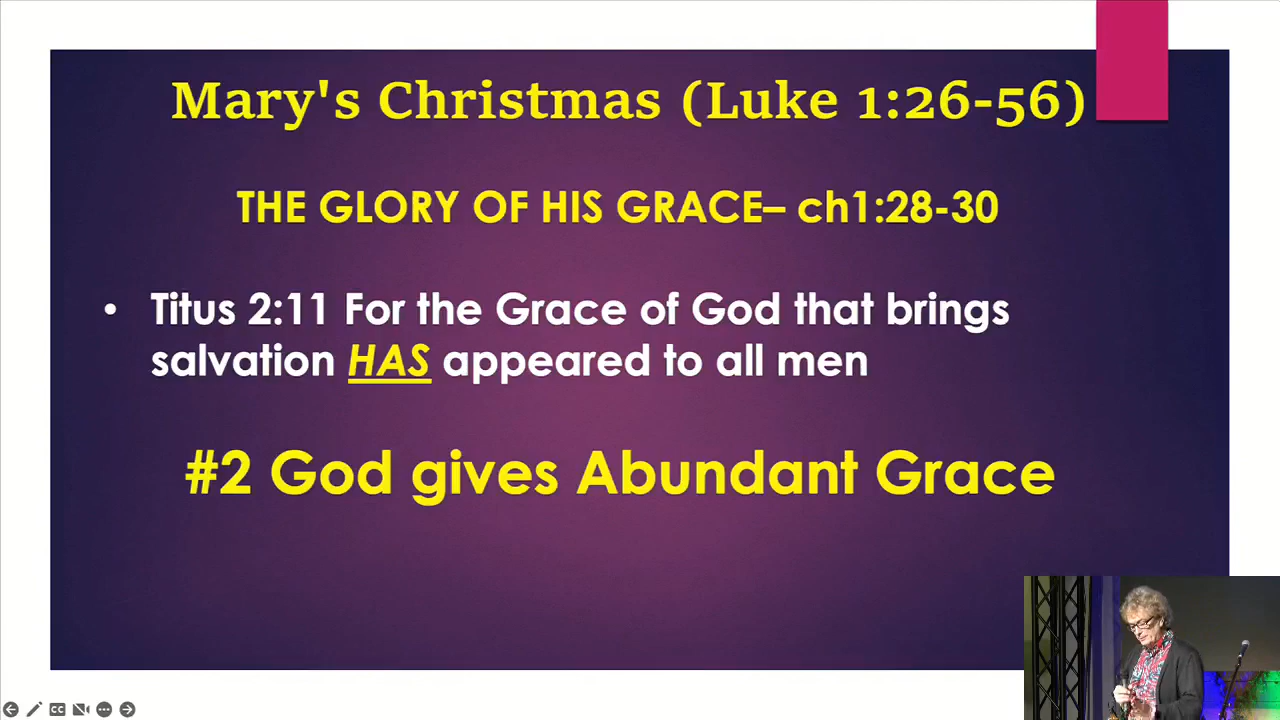 Mary's Christmas (Luke 1:26-56)
THE GLORY OF HIS GRACE– ch1:28-30
• Titus 2:11 For the Grace of God that brings
salvation HAS appeared to all men
#2 God gives Abundant Grace
CC